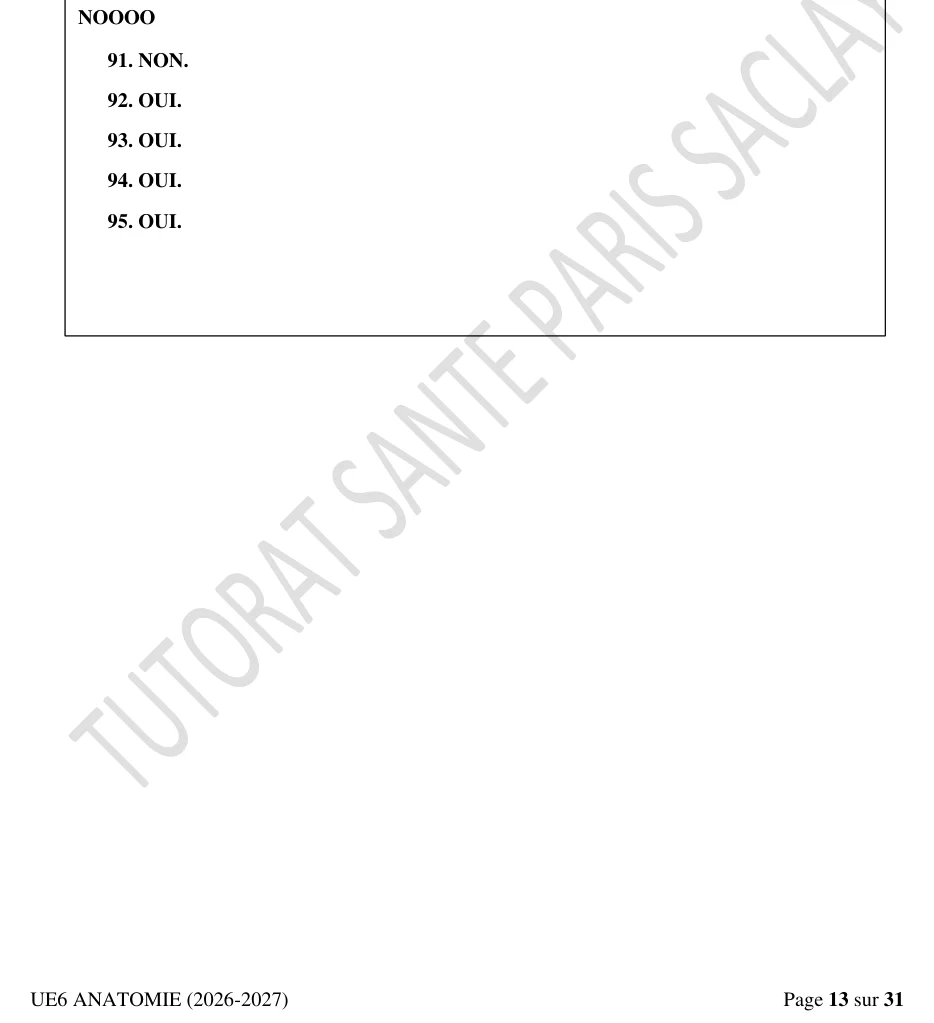 NOOOO
91. NON.
92. OUI.
93. OUI.
94. OUI.
95. OUI.
TUTORAT SANTE PARIS SACLAY
UE6 ANATOMIE (2026-2027)
Page 13 sur 31